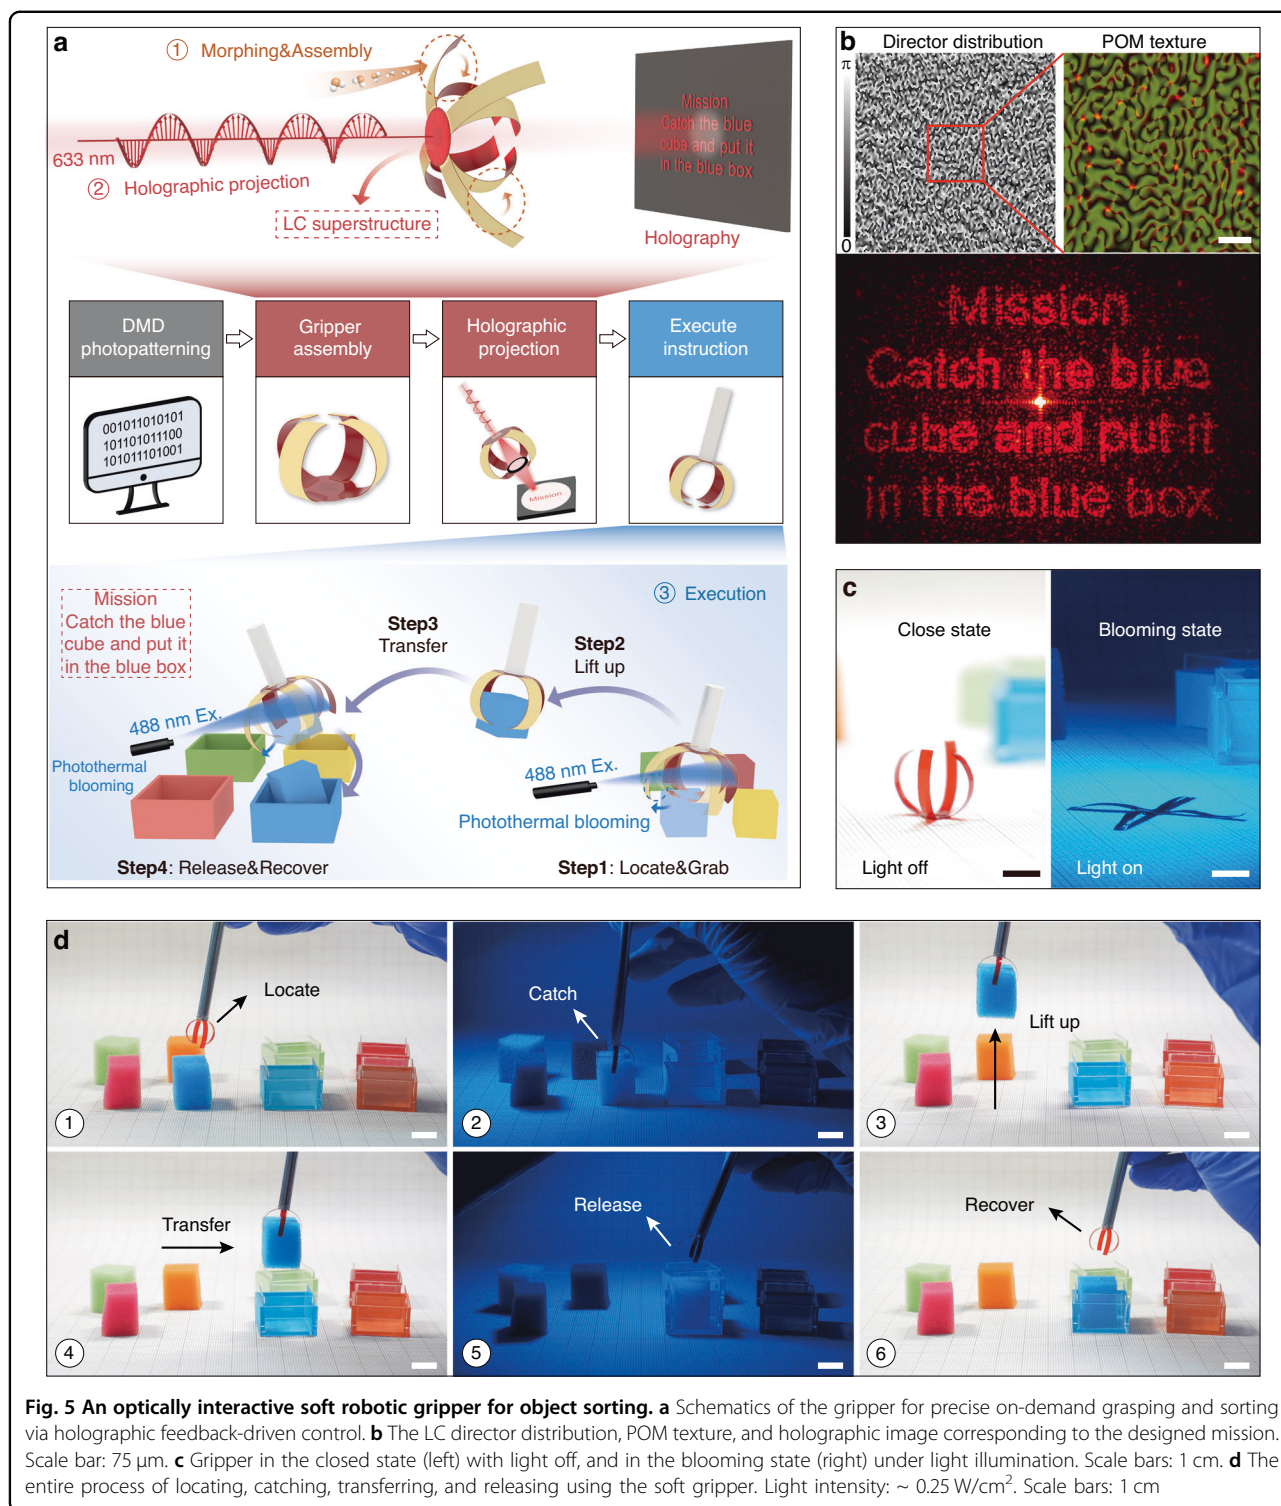 a
① Morphing&Assembly
633 nm
② Holographic projection
LC superstructure
Mission
Catch the blue
cube and put it
in the blue box
Holography
DMD
photopatterning
Gripper
assembly
Holographic
projection
Execute
instruction
001011010101
101101011100
101011101001
Mission
Mission
Catch the blue
cube and put it
in the blue box
③ Execution
Step3
Transfer
Step2
Lift up
488 nm Ex.
Photothermal
blooming
488 nm Ex.
Photothermal blooming
Step4: Release&Recover
Step1: Locate&Grab
b
Director distribution
POM texture
π
0
Mission
Catch the blue
cube and put it
in the blue box
c
Close state
Blooming state
Light off
Light on
d
Locate
1
Catch
2
Lift up
3
Transfer
4
Release
5
Recover
6
Fig. 5 An optically interactive soft robotic gripper for object sorting. a Schematics of the gripper for precise on-demand grasping and sorting
via holographic feedback-driven control. b The LC director distribution, POM texture, and holographic image corresponding to the designed mission.
Scale bar: 75 μm. c Gripper in the closed state (left) with light off, and in the blooming state (right) under light illumination. Scale bars: 1 cm. d The
entire process of locating, catching, transferring, and releasing using the soft gripper. Light intensity: ~ 0.25 W/cm². Scale bars: 1 cm